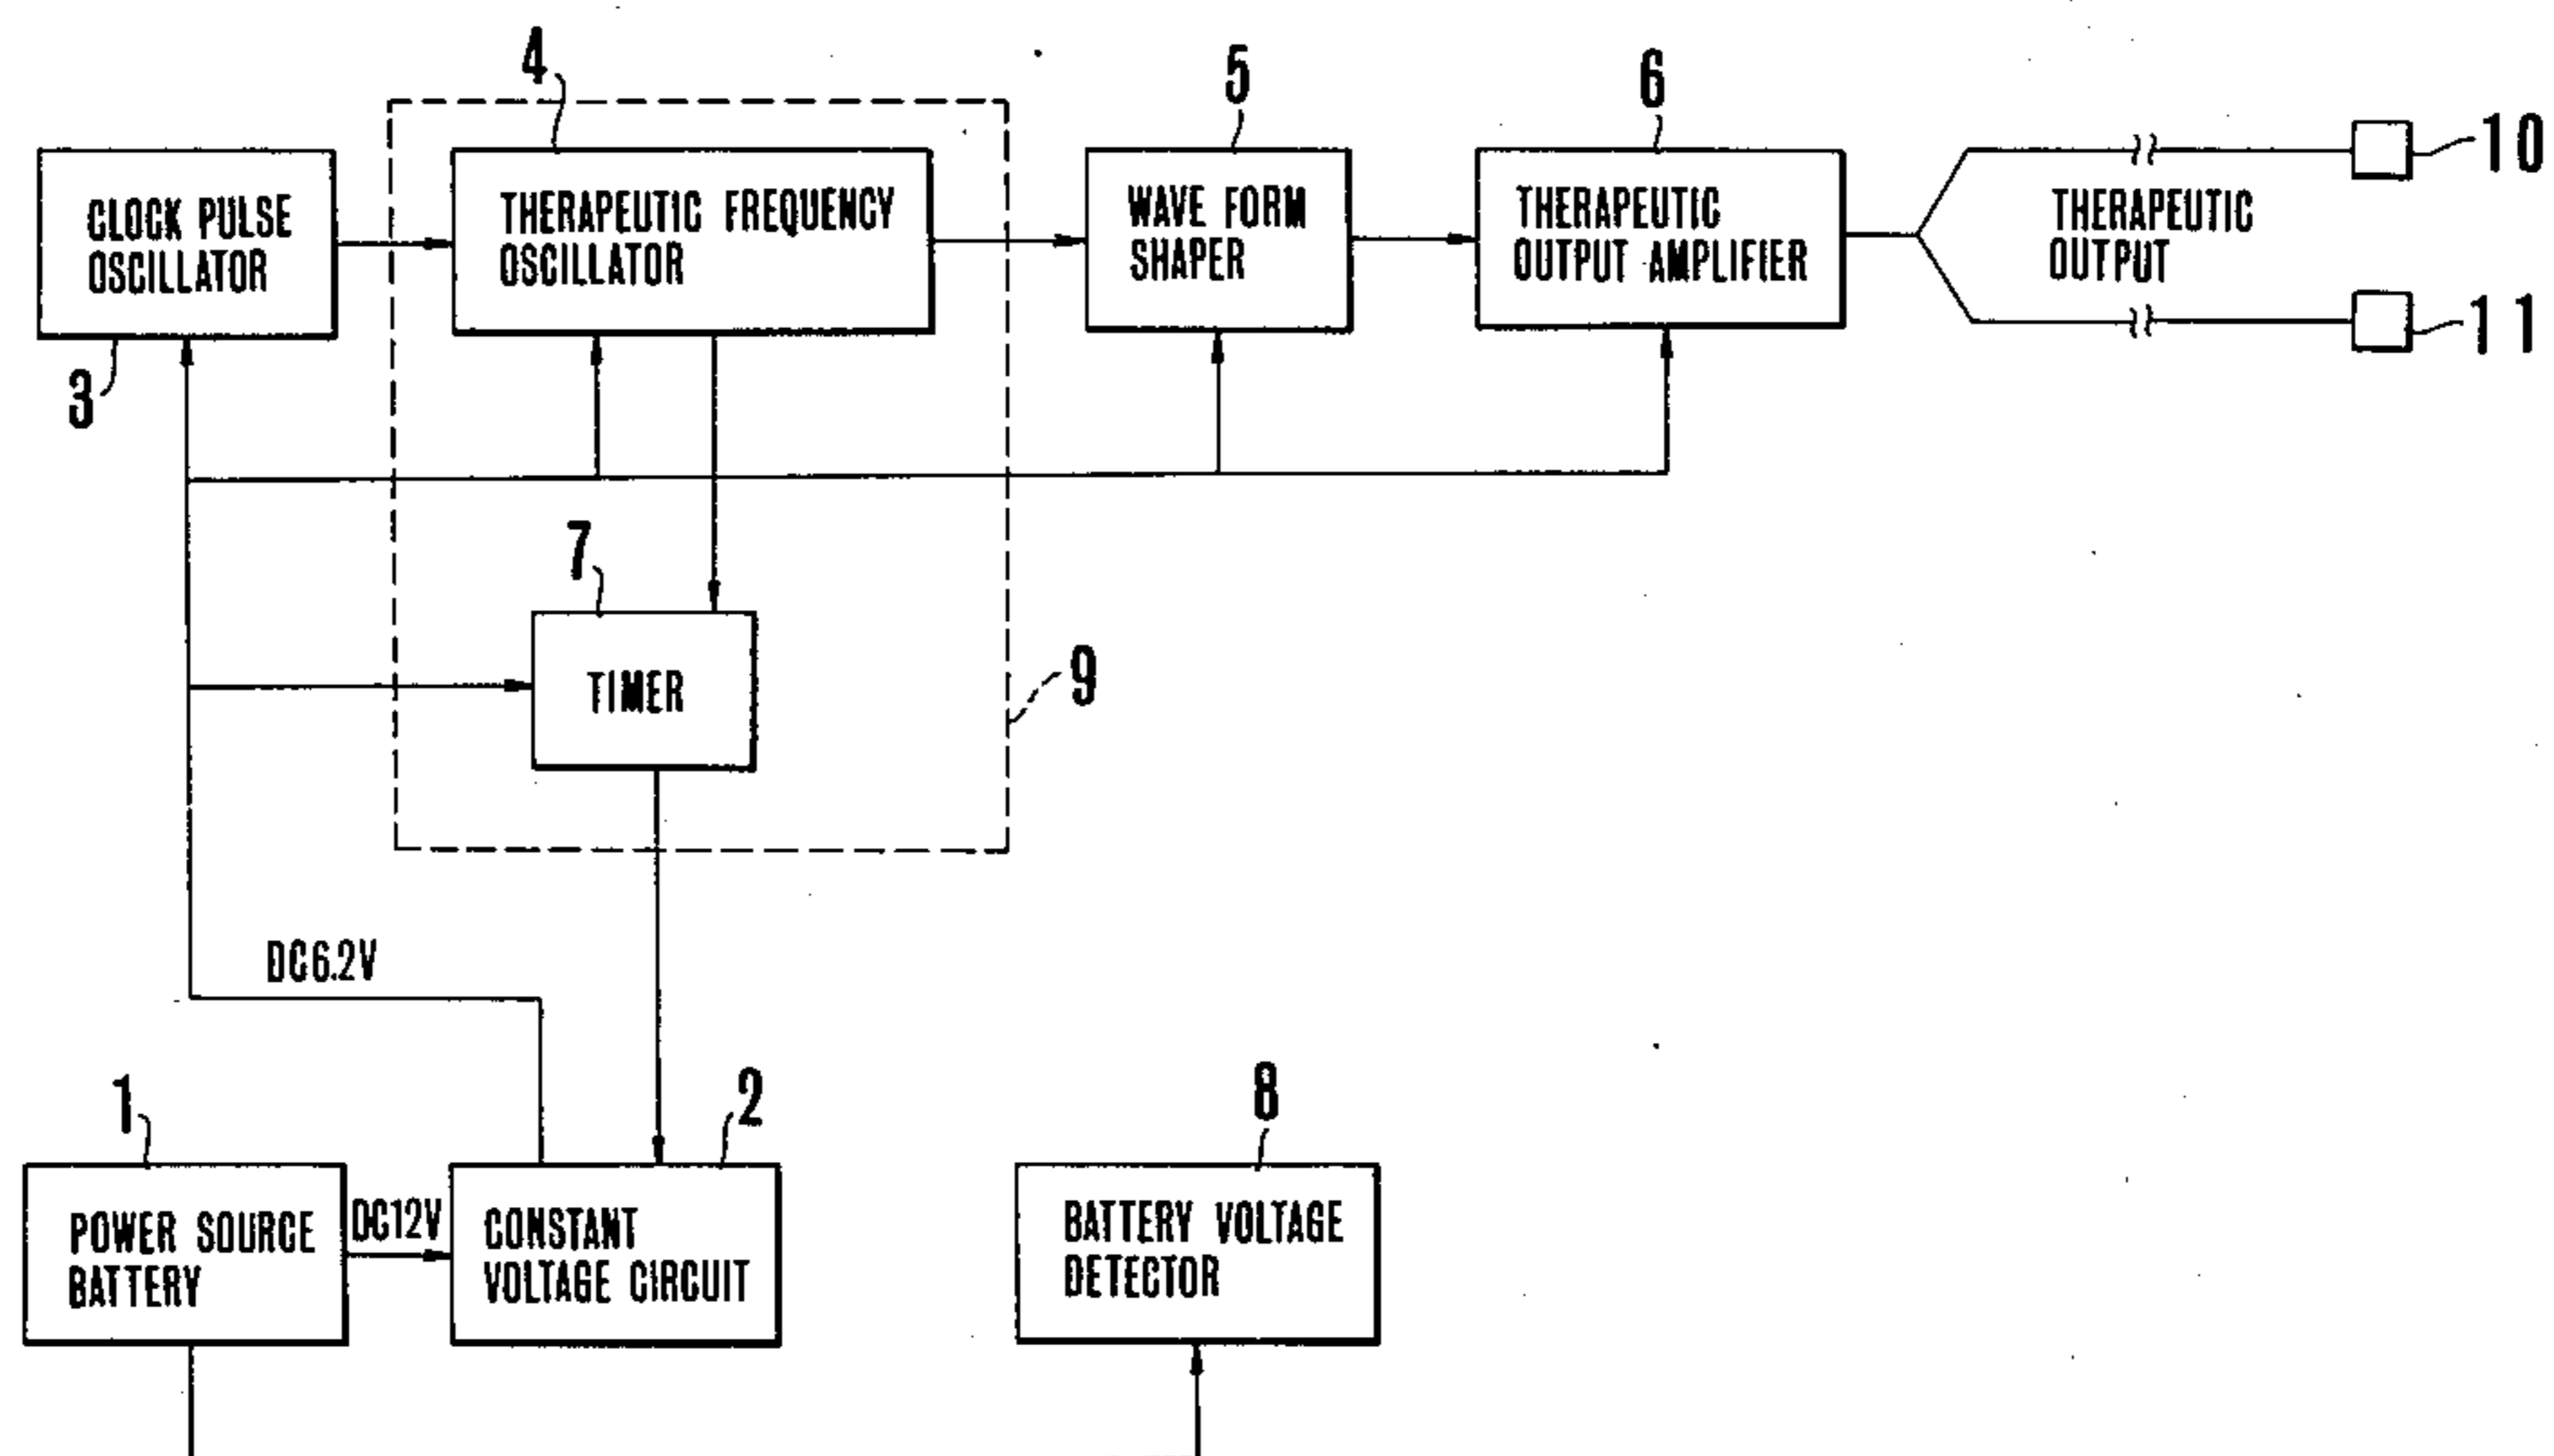 4
5
6
10
CLOCK PULSE
OSCILLATOR
THERAPEUTIC FREQUENCY
OSCILLATOR
WAVE FORM
SHAPER
THERAPEUTIC
OUTPUT AMPLIFIER
THERAPEUTIC
OUTPUT
11
3
7
TIMER
9
DC6.2V
1
2
8
POWER SOURCE
BATTERY
DC12V
CONSTANT
VOLTAGE CIRCUIT
BATTERY VOLTAGE
DETECTOR